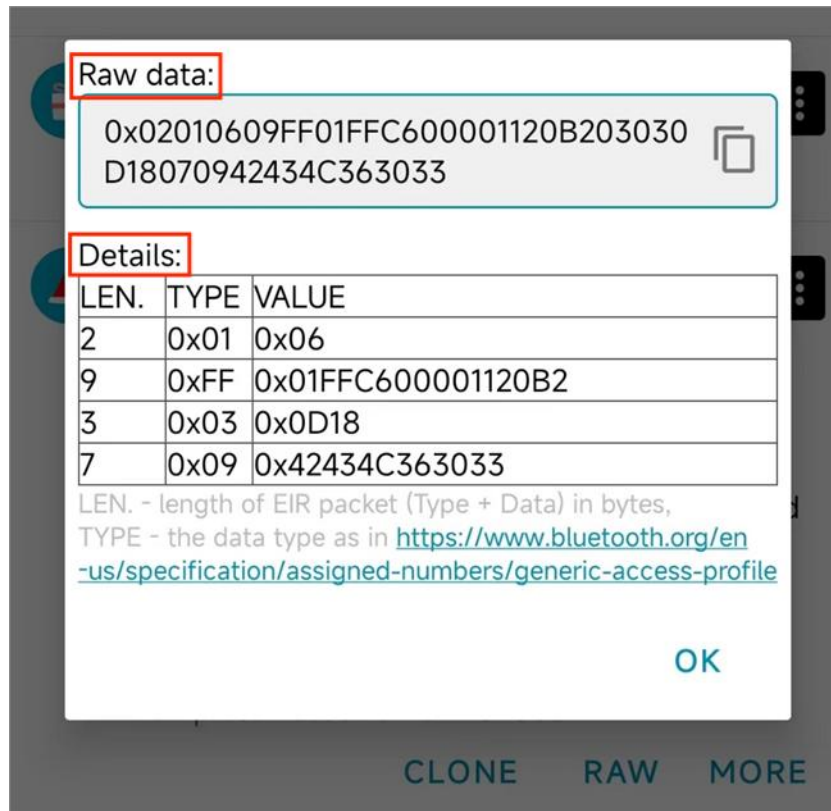 Raw data:
0x02010609FF01FFC600001120B203030
D18070942434C363033
Details:
LEN. TYPE VALUE
2 0x01 0x06
9 0xFF 0x01FFC600001120B2
3 0x03 0x0D18
7 0x09 0x42434C363033
LEN. - length of EIR packet (Type + Data) in bytes,
TYPE - the data type as in https://www.bluetooth.org/en
-us/specification/assigned-numbers/generic-access-profile
OK
CLONE RAW MORE